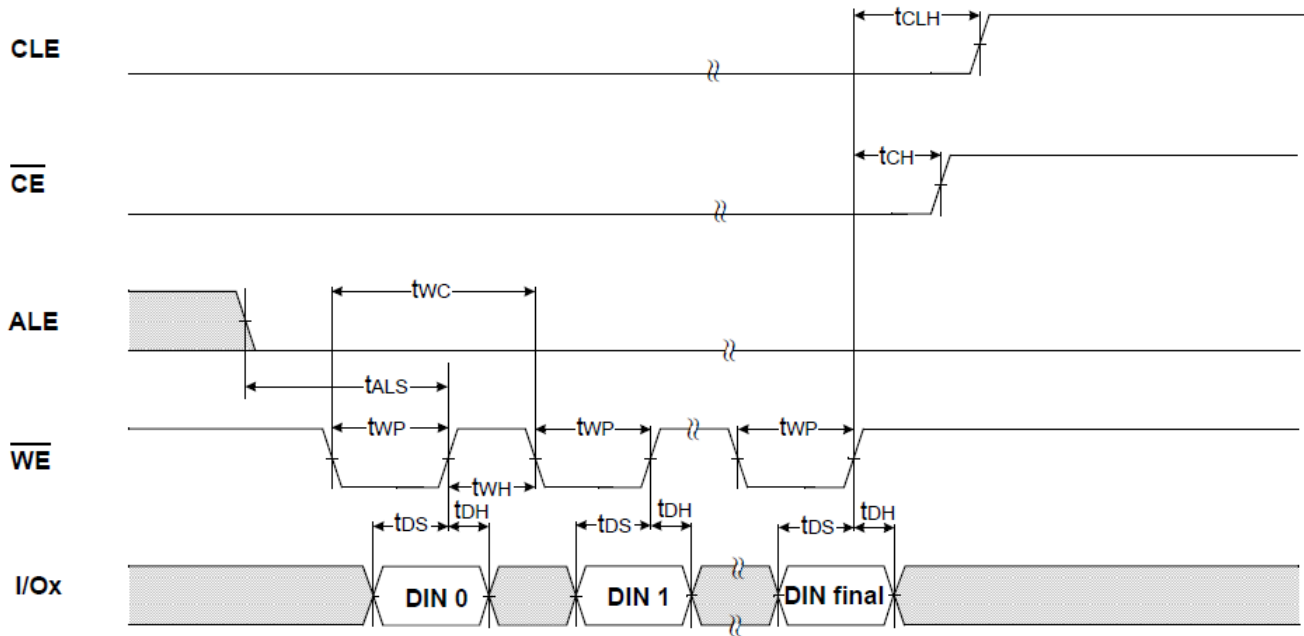 CLE
tCLH
CE
tCH
ALE
tWC
tALS
WE
tWP
tWP
tWP
tWH
tDS
tDH
tDS
tDH
tDS
tDH
I/Ox
DIN 0
DIN 1
DIN final